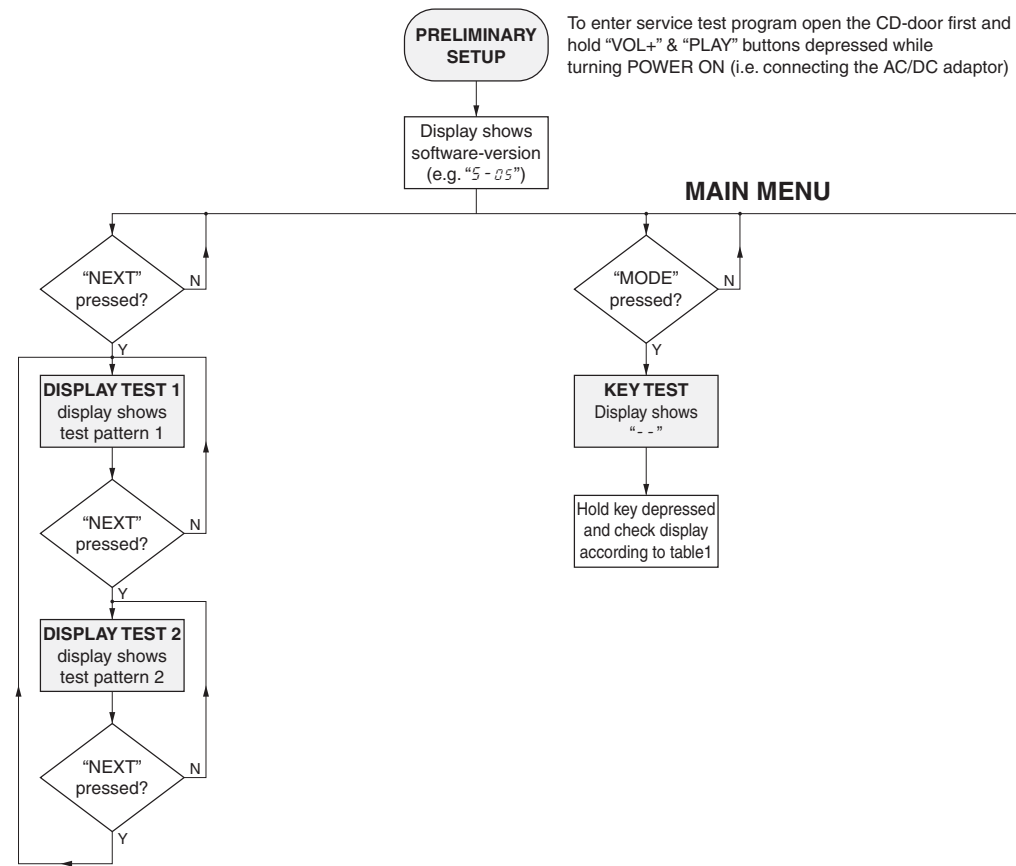 PRELIMINARY
SETUP
To enter service test program open the CD-door first and
hold “VOL+” & “PLAY” buttons depressed while
turning POWER ON (i.e. connecting the AC/DC adaptor)
Display shows
software-version
(e.g. “5-05”)
MAIN MENU
“NEXT”
pressed?
N
Y
DISPLAY TEST 1
display shows
test pattern 1
“NEXT”
pressed?
N
Y
DISPLAY TEST 2
display shows
test pattern 2
“NEXT”
pressed?
N
Y
“MODE”
pressed?
N
Y
KEY TEST
Display shows
“- -”
Hold key depressed
and check display
according to table1